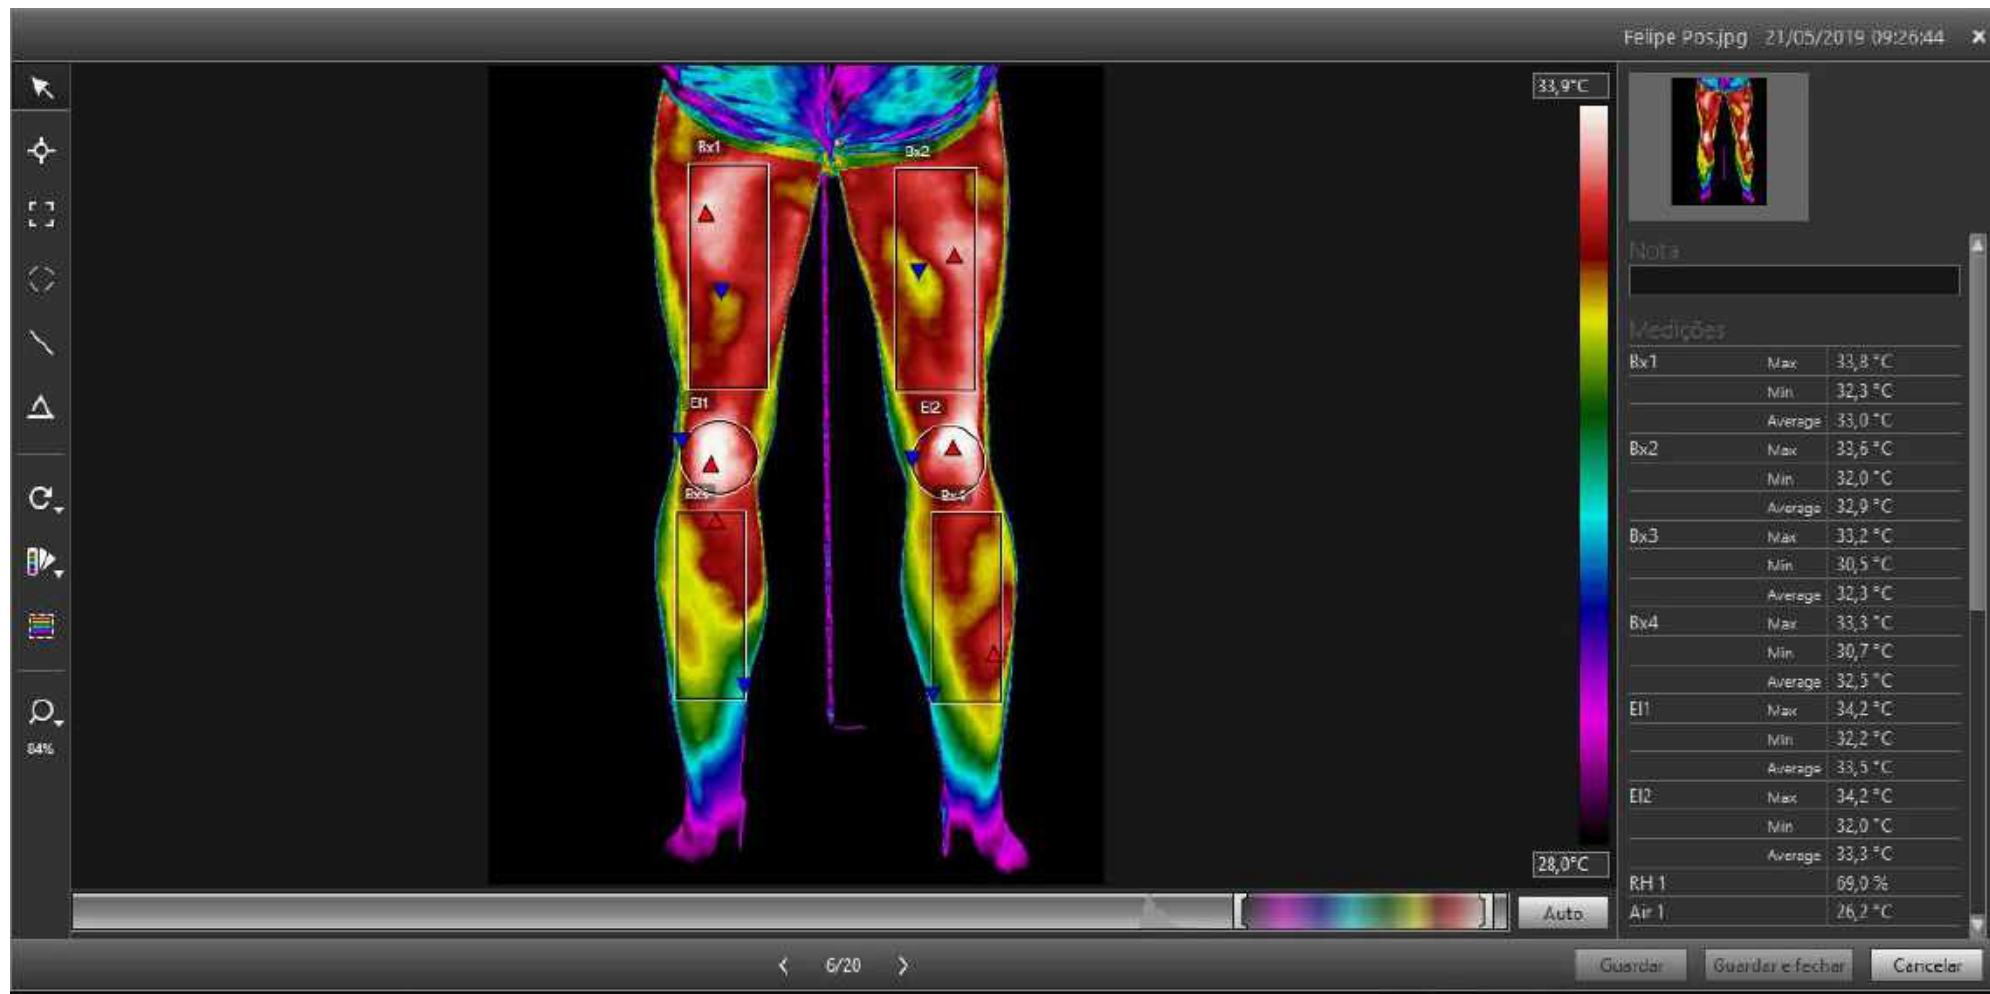 Felipe Pos.jpg 21/05/2019 09:26:44
33,9°C
Bx1
Bx2
El1
El2
Bx3
Bx4
28,0°C
84%
Auto
Nota
Medições
Bx1 Max 33,8 °C
Min 32,3 °C
Average 33,0 °C
Bx2 Max 33,6 °C
Min 32,0 °C
Average 32,9 °C
Bx3 Max 33,2 °C
Min 30,5 °C
Average 32,3 °C
Bx4 Max 33,3 °C
Min 30,7 °C
Average 32,5 °C
El1 Max 34,2 °C
Min 32,2 °C
Average 33,5 °C
El2 Max 34,2 °C
Min 32,0 °C
Average 33,3 °C
RH 1 69,0 %
Air 1 26,2 °C
6/20
Guardar Guardar e fechar Cancelar